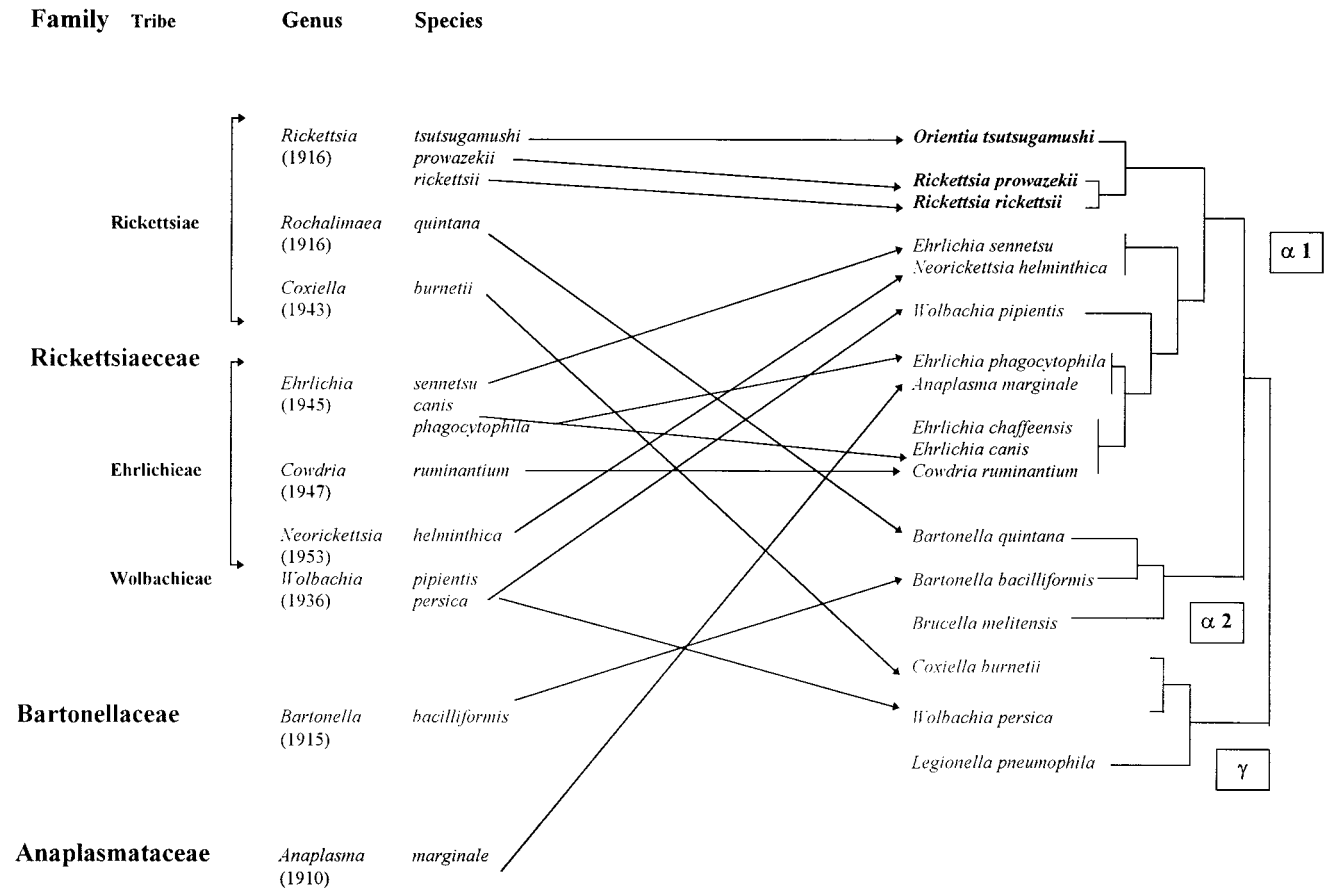 Family Tribe Genus Species
Rickettsia tsutsugamushi Orientia tsutsugamushi
(1916) prowazekii
rickettsii Rickettsia prowazekii
Rickettsia rickettsii
Rickettsiae Rochalimaea quintana
(1916) Ehrlichia sennetsu
α 1
Neorickettsia helminthica
Coxiella burnetii
(1943) Wolbachia pipientis
Rickettsiaeceae Ehrlichia phagocytophila
Ehrlichia sennetsu Anaplasma marginale
(1945) canis
phagocytophila Ehrlichia chaffeensis
Ehrlichia canis
Ehrlichieae Cowdria ruminantium Cowdria ruminantium
(1947)
Neorickettsia helminthica Bartonella quintana
(1953)
Wolbachieae Wolbachia pipientis Bartonella bacilliformis
(1936) persica
Brucella melitensis α 2
Coxiella burnetii
Bartonellaceae Bartonella bacilliformis Wolbachia persica
(1915)
Legionella pneumophila γ
Anaplasmataceae Anaplasma marginale
(1910)